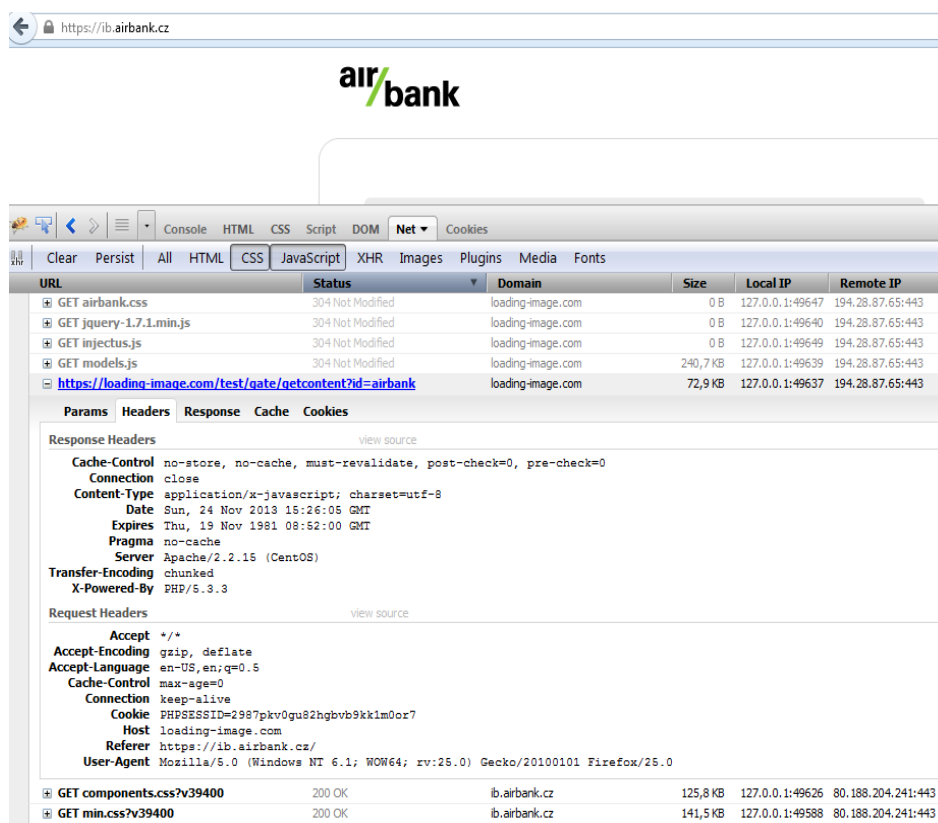 https://ib.airbank.cz
air bank
Console HTML CSS Script DOM Net Cookies
Clear Persist All HTML CSS JavaScript XHR Images Plugins Media Fonts
URL Status Domain Size Local IP Remote IP
GET airbank.css 304 Not Modified loading-image.com 0 B 127.0.0.1:49647 194.28.87.65:443
GET jquery-1.7.1.min.js 304 Not Modified loading-image.com 0 B 127.0.0.1:49640 194.28.87.65:443
GET injectus.js 304 Not Modified loading-image.com 0 B 127.0.0.1:49649 194.28.87.65:443
GET models.js 304 Not Modified loading-image.com 240,7 KB 127.0.0.1:49639 194.28.87.65:443
https://loading-image.com/test/gate/getcontent?id=airbank loading-image.com 72,9 KB 127.0.0.1:49637 194.28.87.65:443
Params Headers Response Cache Cookies
Response Headers view source
Cache-Control no-store, no-cache, must-revalidate, post-check=0, pre-check=0
Connection close
Content-Type application/x-javascript; charset=utf-8
Date Sun, 24 Nov 2013 15:26:05 GMT
Expires Thu, 19 Nov 1981 08:52:00 GMT
Pragma no-cache
Server Apache/2.2.15 (CentOS)
Transfer-Encoding chunked
X-Powered-By PHP/5.3.3
Request Headers view source
Accept */*
Accept-Encoding gzip, deflate
Accept-Language en-US,en;q=0.5
Cache-Control max-age=0
Connection keep-alive
Cookie PHPSESSID=2987pkv0gu82hgbvb9kk1m0or7
Host loading-image.com
Referer https://ib.airbank.cz/
User-Agent Mozilla/5.0 (Windows NT 6.1; WOW64; rv:25.0) Gecko/20100101 Firefox/25.0
GET components.css?v39400 200 OK ib.airbank.cz 125,8 KB 127.0.0.1:49626 80.188.204.241:443
GET min.css?v39400 200 OK ib.airbank.cz 141,5 KB 127.0.0.1:49588 80.188.204.241:443